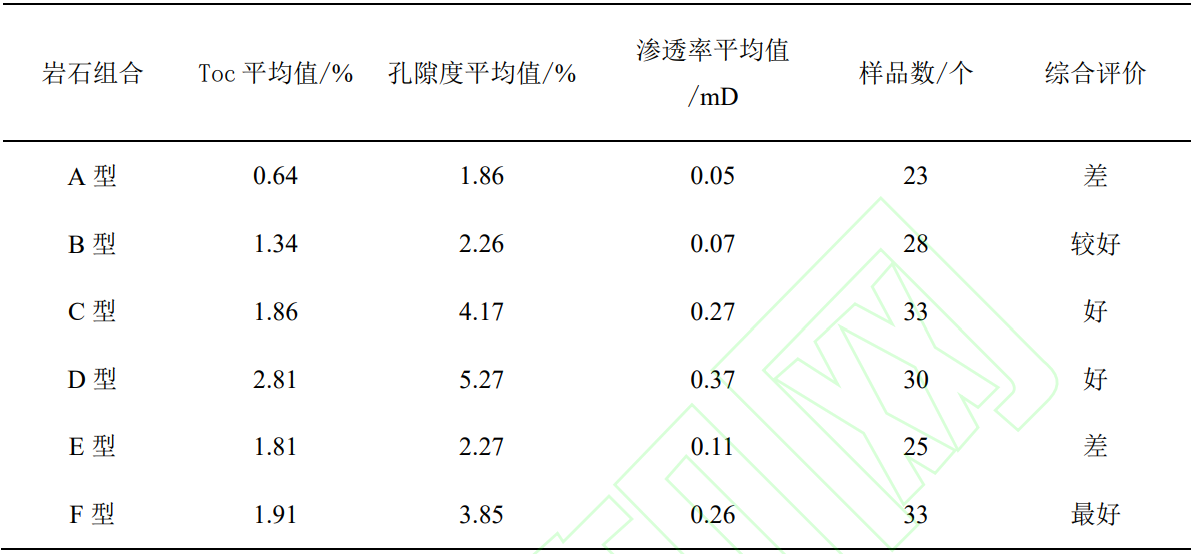 岩石组合 Toc 平均值/% 孔隙度平均值/% 渗透率平均值/mD 样品数/个 综合评价
A 型 0.64 1.86 0.05 23 差
B 型 1.34 2.26 0.07 28 较好
C 型 1.86 4.17 0.27 33 好
D 型 2.81 5.27 0.37 30 好
E 型 1.81 2.27 0.11 25 差
F 型 1.91 3.85 0.26 33 最好